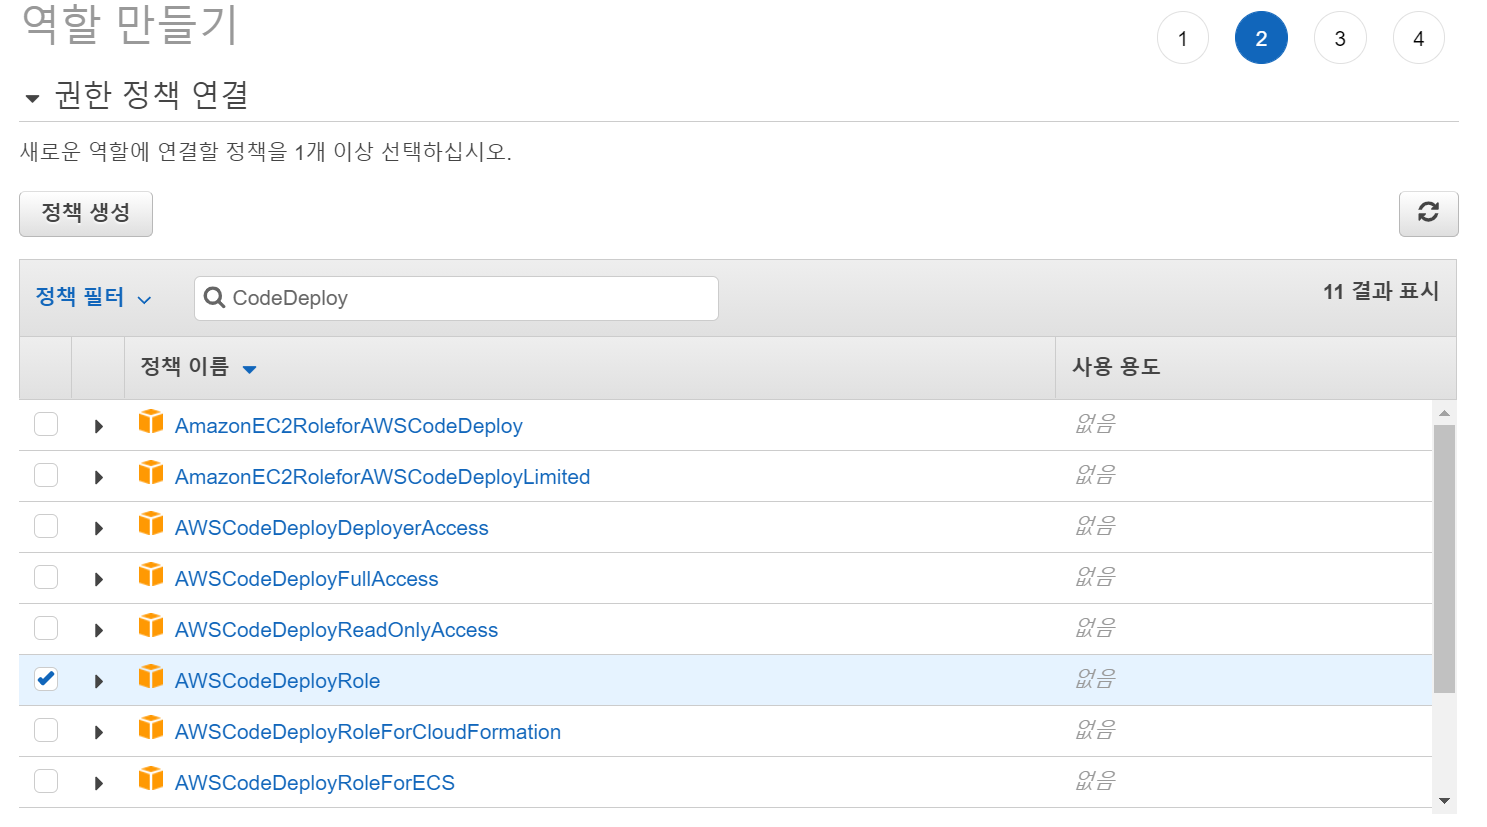 역할 만들기
1 2 3 4
권한 정책 연결
새로운 역할에 연결할 정책을 1개 이상 선택하십시오.
정책 생성
정책 필터 CodeDeploy 11 결과 표시
정책 이름 사용 용도
AmazonEC2RoleforAWSCodeDeploy 없음
AmazonEC2RoleforAWSCodeDeployLimited 없음
AWSCodeDeployDeployerAccess 없음
AWSCodeDeployFullAccess 없음
AWSCodeDeployReadOnlyAccess 없음
AWSCodeDeployRole 없음
AWSCodeDeployRoleForCloudFormation 없음
AWSCodeDeployRoleForECS 없음